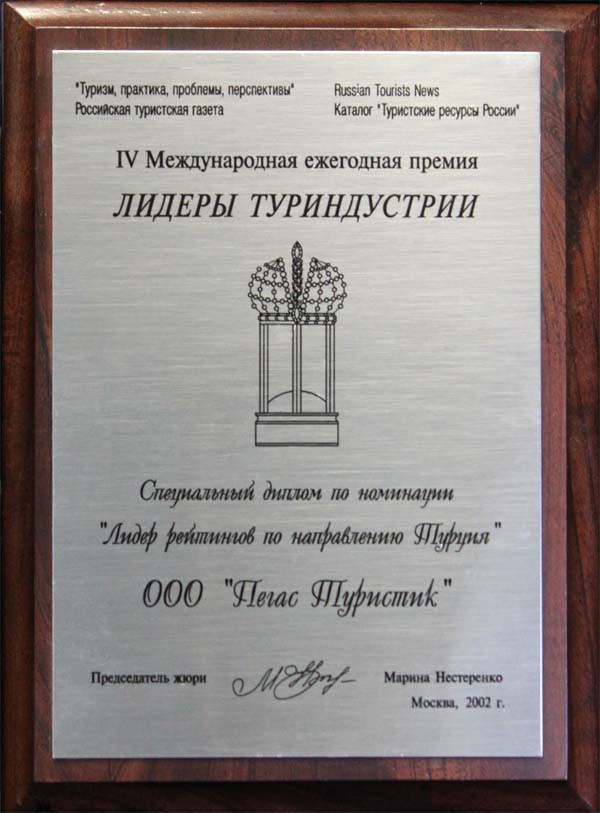 "Туризм, практика, проблемы, перспективы"
Российская туристская газета
Russian Tourists News
Каталог "Туристские ресурсы России"
IV Международная ежегодная премия
ЛИДЕРЫ ТУРИНДУСТРИИ
Специальный диплом по номинации
"Лидер рейтингов по направлению Турция"
ООО "Пегас Туристик"
Председатель жюри
Марина Нестеренко
Москва, 2002 г.